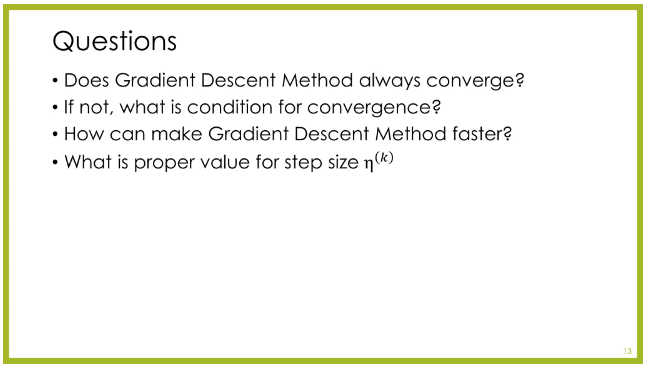 Questions
• Does Gradient Descent Method always converge?
• If not, what is condition for convergence?
• How can make Gradient Descent Method faster?
• What is proper value for step size η⁽ᵏ⁾
13